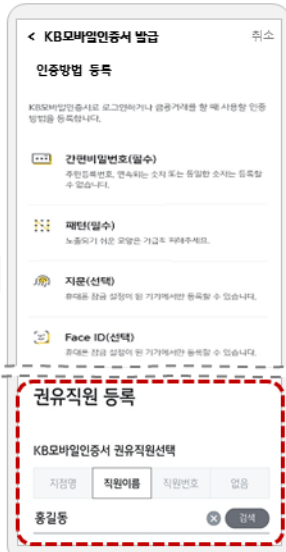 < KB모바일인증서 발급 취소
인증방법 등록
KB모바일인증서로 로그인하거나 금융거래를 할 때 사용할 인증
방법을 등록합니다.
간편비밀번호(필수)
주민등록번호, 연속되는 숫자 또는 동일한 숫자는 등록할
수 없습니다.
패턴(필수)
노출되기 쉬운 모양은 가급적 피해주세요.
지문(선택)
휴대폰 잠금 설정이 된 기기에서만 등록할 수 있습니다.
Face ID(선택)
휴대폰 잠금 설정이 된 기기에서만 등록할 수 있습니다.
권유직원 등록
KB모바일인증서 권유직원선택
지점명 직원이름 직원번호 없음
홍길동 검색